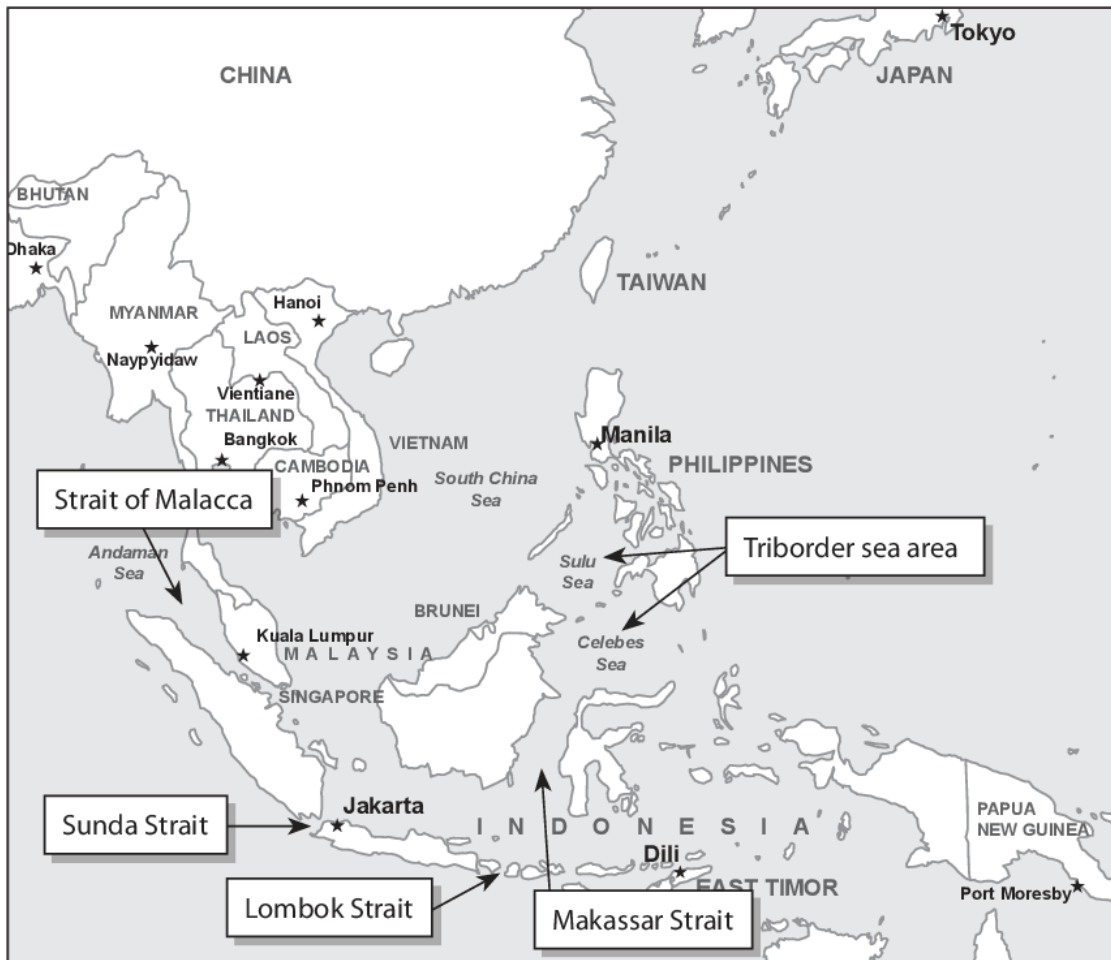 Tokyo
CHINA
JAPAN
BHUTAN
Dhaka
TAIWAN
Hanoi
MYANMAR
LAOS
Naypyidaw
Vientiane
THAILAND
Bangkok
VIETNAM
Manila
CAMBODIA
PHILIPPINES
Phnom Penh
South China
Sea
Strait of Malacca
Andaman
Sea
Triborder sea area
Sulu
Sea
BRUNEI
Kuala Lumpur
MALAYSIA
Celebes
Sea
SINGAPORE
Jakarta
Sunda Strait
INDONESIA
PAPUA
NEW GUINEA
Dili
EAST TIMOR
Port Moresby
Lombok Strait
Makassar Strait